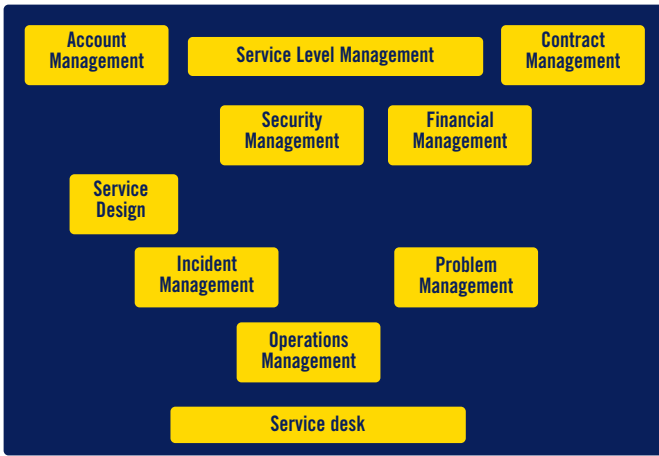 Account
Management
Service Level Management
Contract
Management
Security
Management
Financial
Management
Service
Design
Incident
Management
Problem
Management
Operations
Management
Service desk